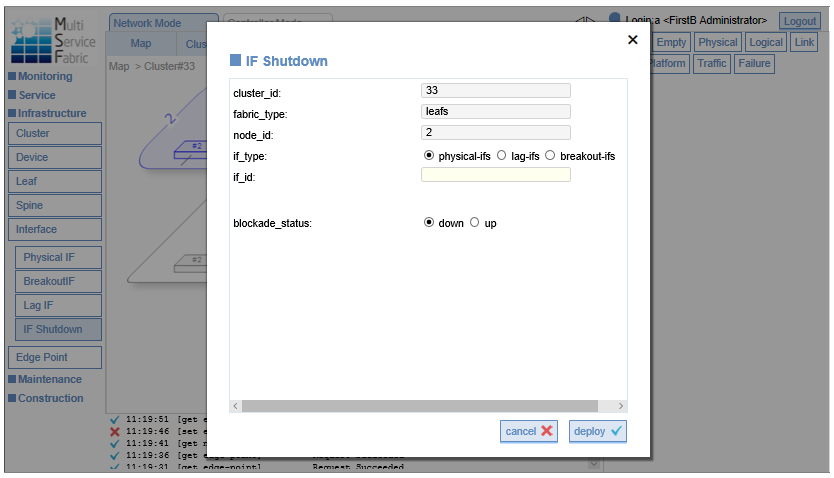 Multi
Service
Fabric
Network Mode
Controller Mode
Login:a <FirstB Administrator>
Logout
Map
Clus
Empty
Physical
Logical
Link
Platform
Traffic
Failure
Map > Cluster#33
Monitoring
Service
Infrastructure
Cluster
Device
Leaf
Spine
Interface
Physical IF
BreakoutIF
Lag IF
IF Shutdown
Edge Point
Maintenance
Construction
2
#2
#2
IF Shutdown
cluster_id: 33
fabric_type: leafs
node_id: 2
if_type: physical-ifs lag-ifs breakout-ifs
if_id:
blockade_status: down up
cancel
deploy
11:19:51 [get e
11:19:46 [set e
11:19:41 [get
11:19:36 [get edge-point] Request Succeeded
11:19:31 [get edge-point] Request Succeeded